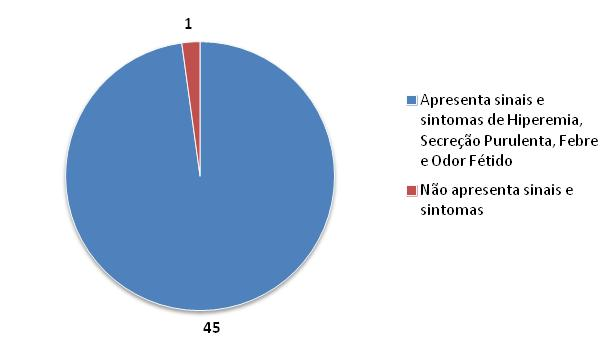 1
Apresenta sinais e
sintomas de Hiperemia,
Secreção Purulenta, Febre
e Odor Fétido
Não apresenta sinais e
sintomas
45